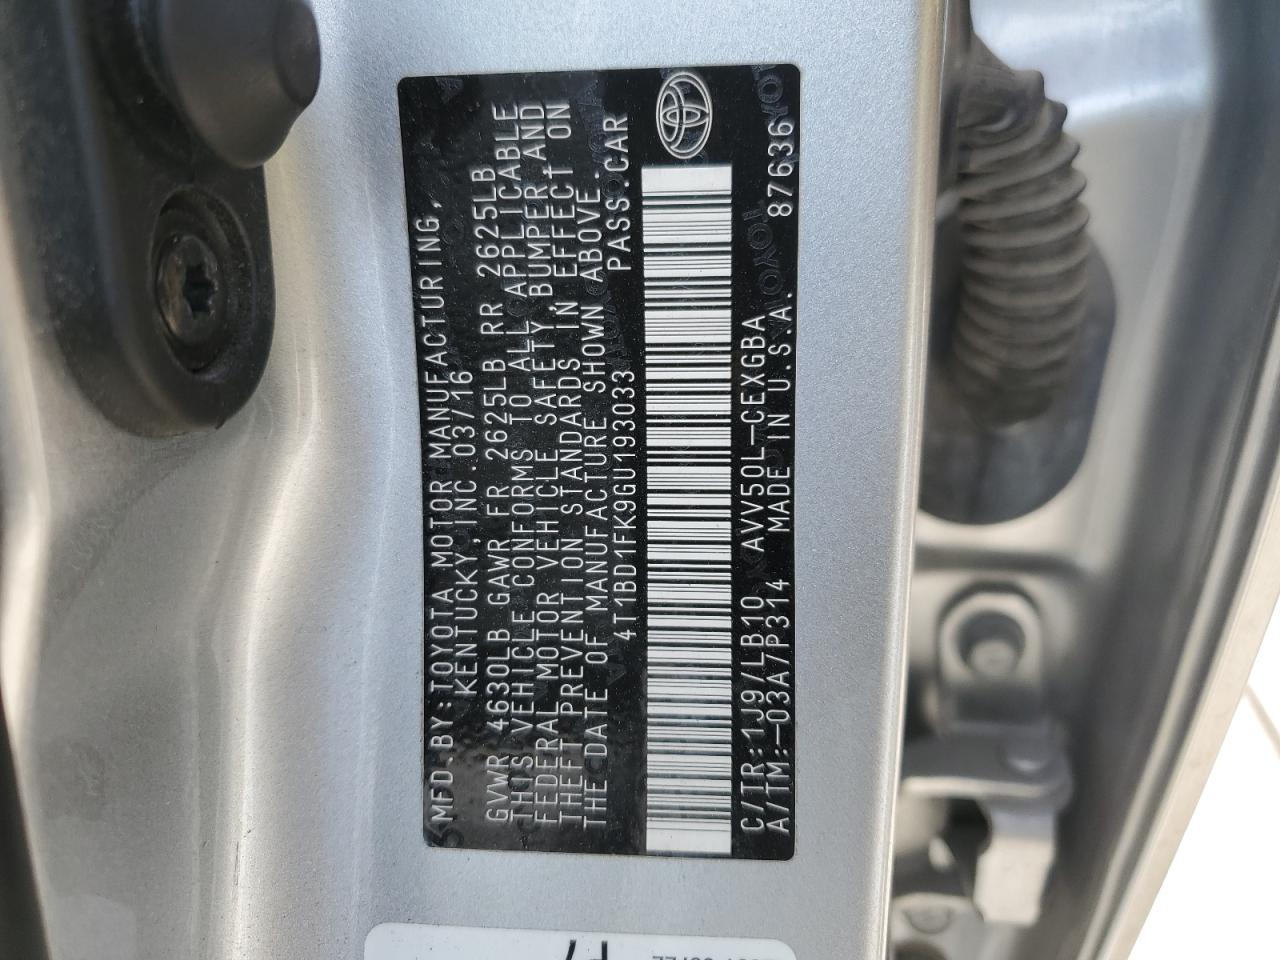 MFD.BY:TOYOTA MOTOR MANUFACTURING,
KENTUCKY,INC.03/16
GVWR 4630LB GAWR FR 2625LB RR 2625LB
THIS VEHICLE CONFORMS TO ALL APPLICABLE
FEDERAL MOTOR VEHICLE SAFETY,BUMPER,AND
THEFT PREVENTION STANDARDS IN EFFECT ON
THE DATE OF MANUFACTURE SHOWN ABOVE.
4T1BD1FK9GU193033 PASS.CAR
C/TR:1J9/LB10 AVV50L-CEXGBA
A/TM:-03A/P314 MADE IN U.S.A. 87636